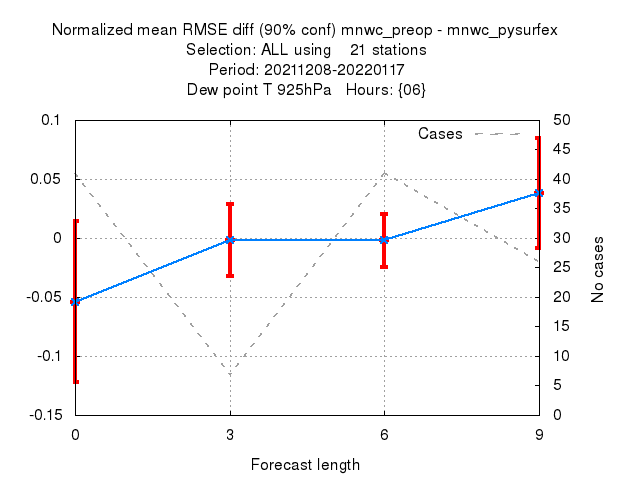 Normalized mean RMSE diff (90% conf) mnwc_preop - mnwc_pysurfex
Selection: ALL using    21 stations
Period: 20211208-20220117
Dew point T 925hPa   Hours: {06}
Cases
0.1
0.05
0
-0.05
-0.1
-0.15
50
45
40
35
30
25
20
15
10
5
0
No cases
0 3 6 9
Forecast length